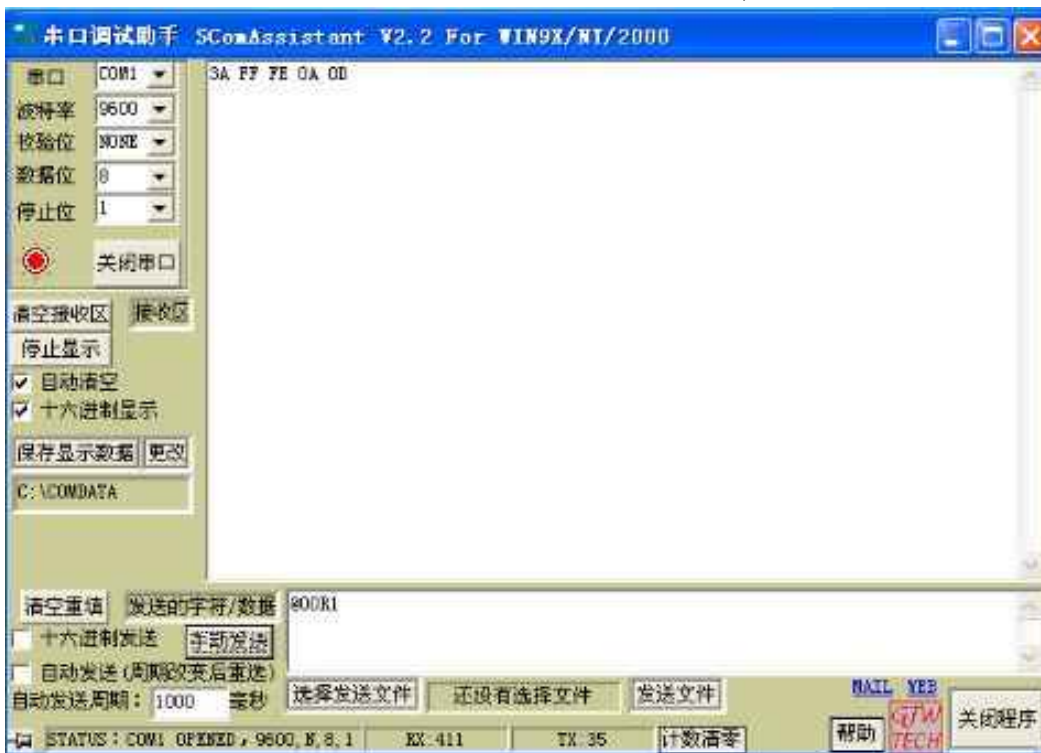 串口调试助手 SComAssistant V2.2 For WIN9X/NT/2000
串口 COM1
3A FF FE 0A 0D
波特率 9600
校验位 NONE
数据位 8
停止位 1
关闭串口
清空接收区 接收区
停止显示
自动清空
十六进制显示
保存显示数据 更改
C:\COMDATA
清空重填 发送的字符/数据
@00R1
十六进制发送 手动发送
自动发送(周期改变后重选)
自动发送周期: 1000 毫秒 选择发送文件 还没有选择文件 发送文件
MAIL WEB
帮助 GJW TECH 关闭程序
STATUS:COM1 OPENED,9600,N,8,1 RX:411 TX:35 计数清零